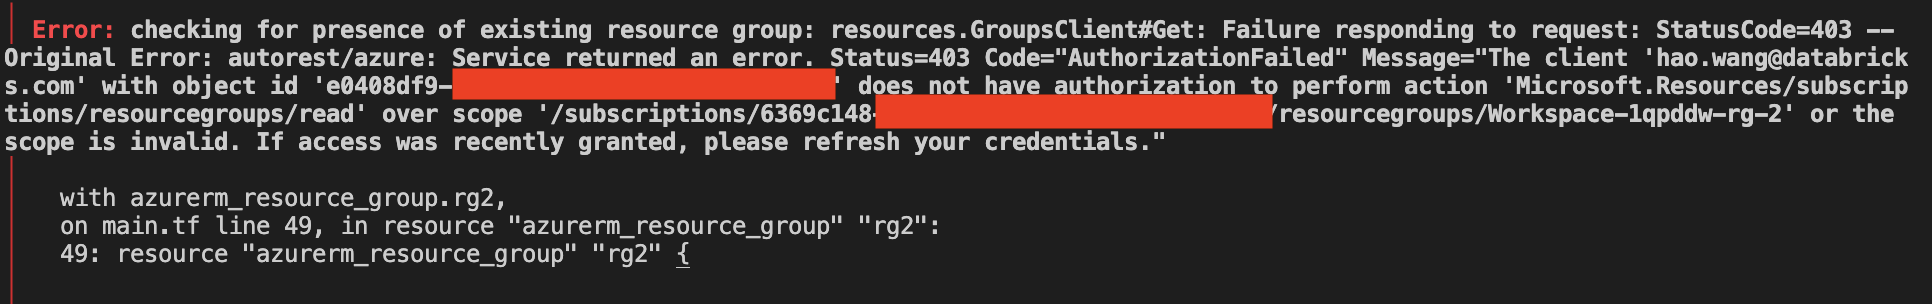 Error: checking for presence of existing resource group: resources.GroupsClient#Get: Failure responding to request: StatusCode=403 --
Original Error: autorest/azure: Service returned an error. Status=403 Code="AuthorizationFailed" Message="The client 'hao.wang@databrick
s.com' with object id 'e0408df9-' does not have authorization to perform action 'Microsoft.Resources/subscrip
tions/resourcegroups/read' over scope '/subscriptions/6369c148-/resourcegroups/Workspace-1qpddw-rg-2' or the
scope is invalid. If access was recently granted, please refresh your credentials."
with azurerm_resource_group.rg2,
on main.tf line 49, in resource "azurerm_resource_group" "rg2":
49: resource "azurerm_resource_group" "rg2" {